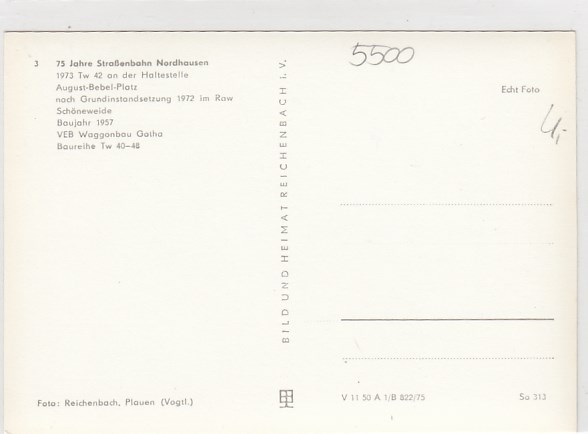 3 75 Jahre Straßenbahn Nordhausen
1973 Tw 42 an der Haltestelle
August-Bebel-Platz
nach Grundinstandsetzung 1972 im Raw
Schöneweide
Baujahr 1957
VEB Waggonbau Gotha
Baureihe Tw 40–48
Foto: Reichenbach, Plauen (Vogtl.)
BILD UND HEIMAT REICHENBACH i. V.
5500
Echt Foto
4,-
V 11 50 A 1/B 822/75
So 313